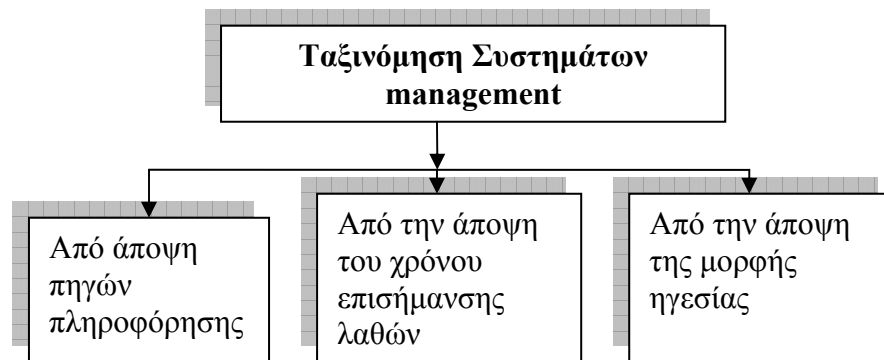 Ταξινόμηση Συστημάτων
management
Από άποψη
πηγών
πληροφόρησης
Από την άποψη
του χρόνου
επισήμανσης
λαθών
Από την άποψη
της μορφής
ηγεσίας